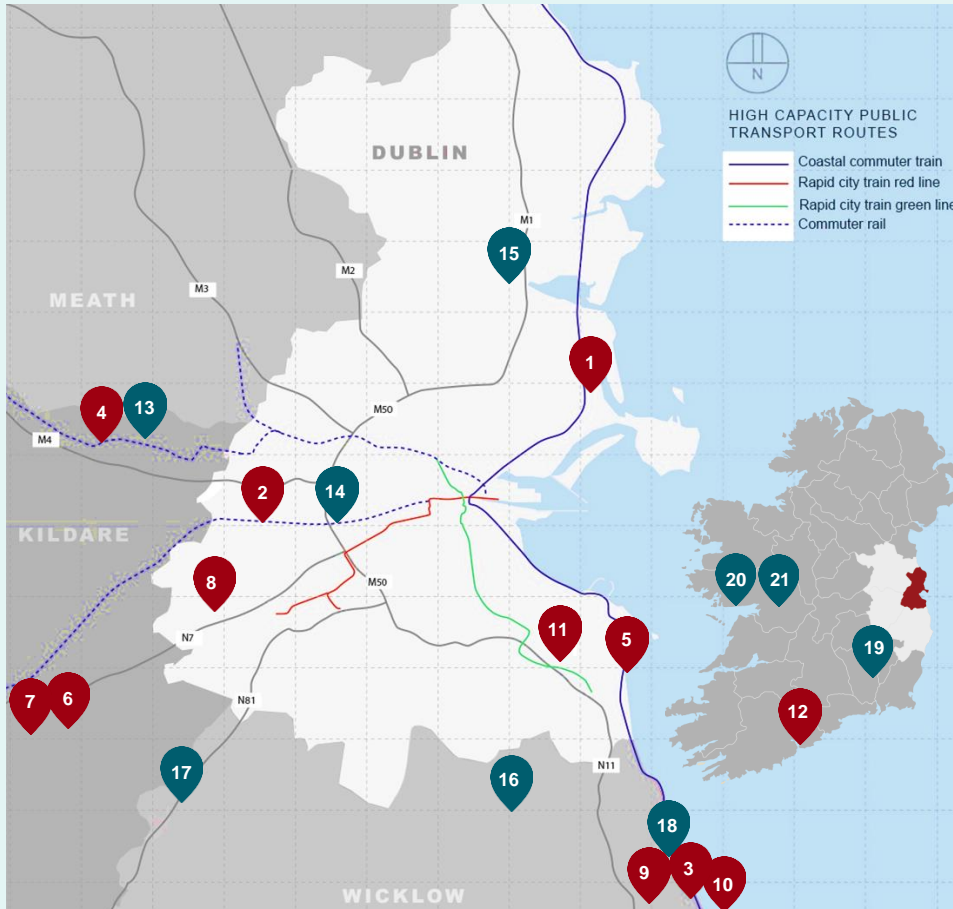 N
HIGH CAPACITY PUBLIC
TRANSPORT ROUTES
Coastal commuter train
Rapid city train red line
Rapid city train green line
Commuter rail
DUBLIN
M1
15
M2
M3
MEATH
1
M50
4
13
M4
2
14
KILDARE
8
M50
20
21
11
5
19
N7
7
6
N81
12
17
16
N11
18
9
3
10
WICKLOW